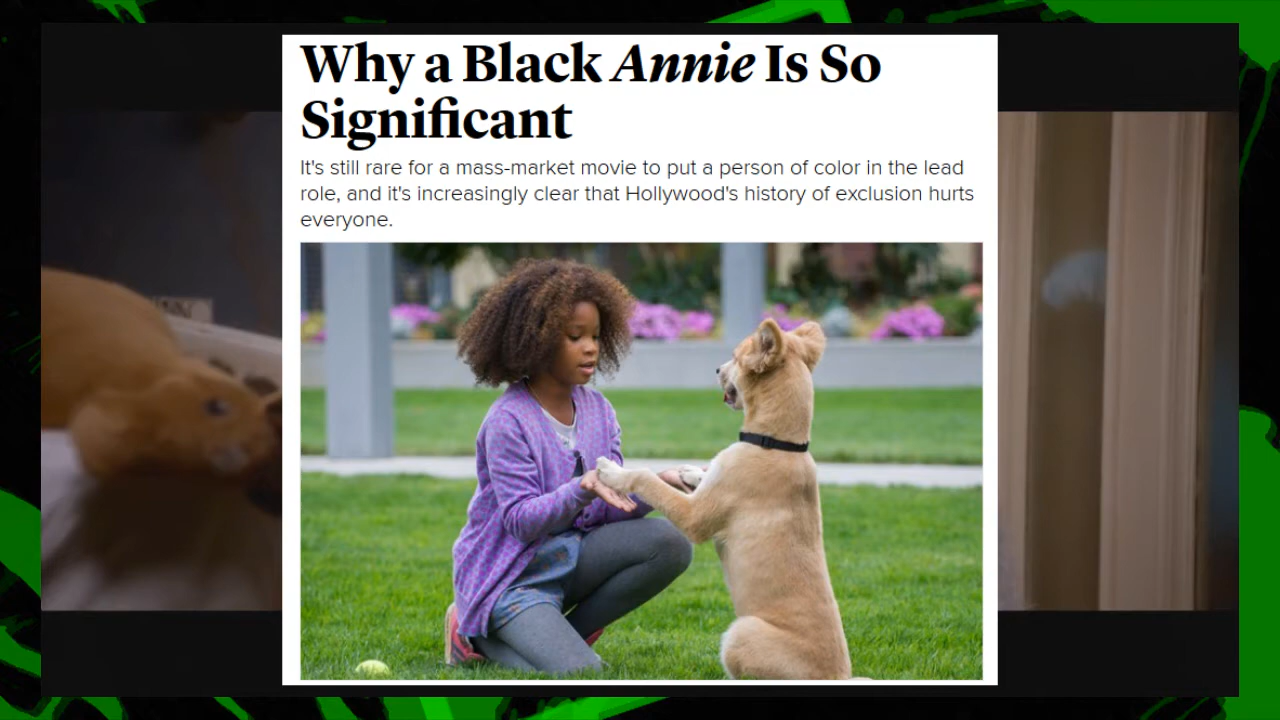 Why a Black Annie Is So
Significant
It's still rare for a mass-market movie to put a person of color in the lead
role, and it's increasingly clear that Hollywood's history of exclusion hurts
everyone.